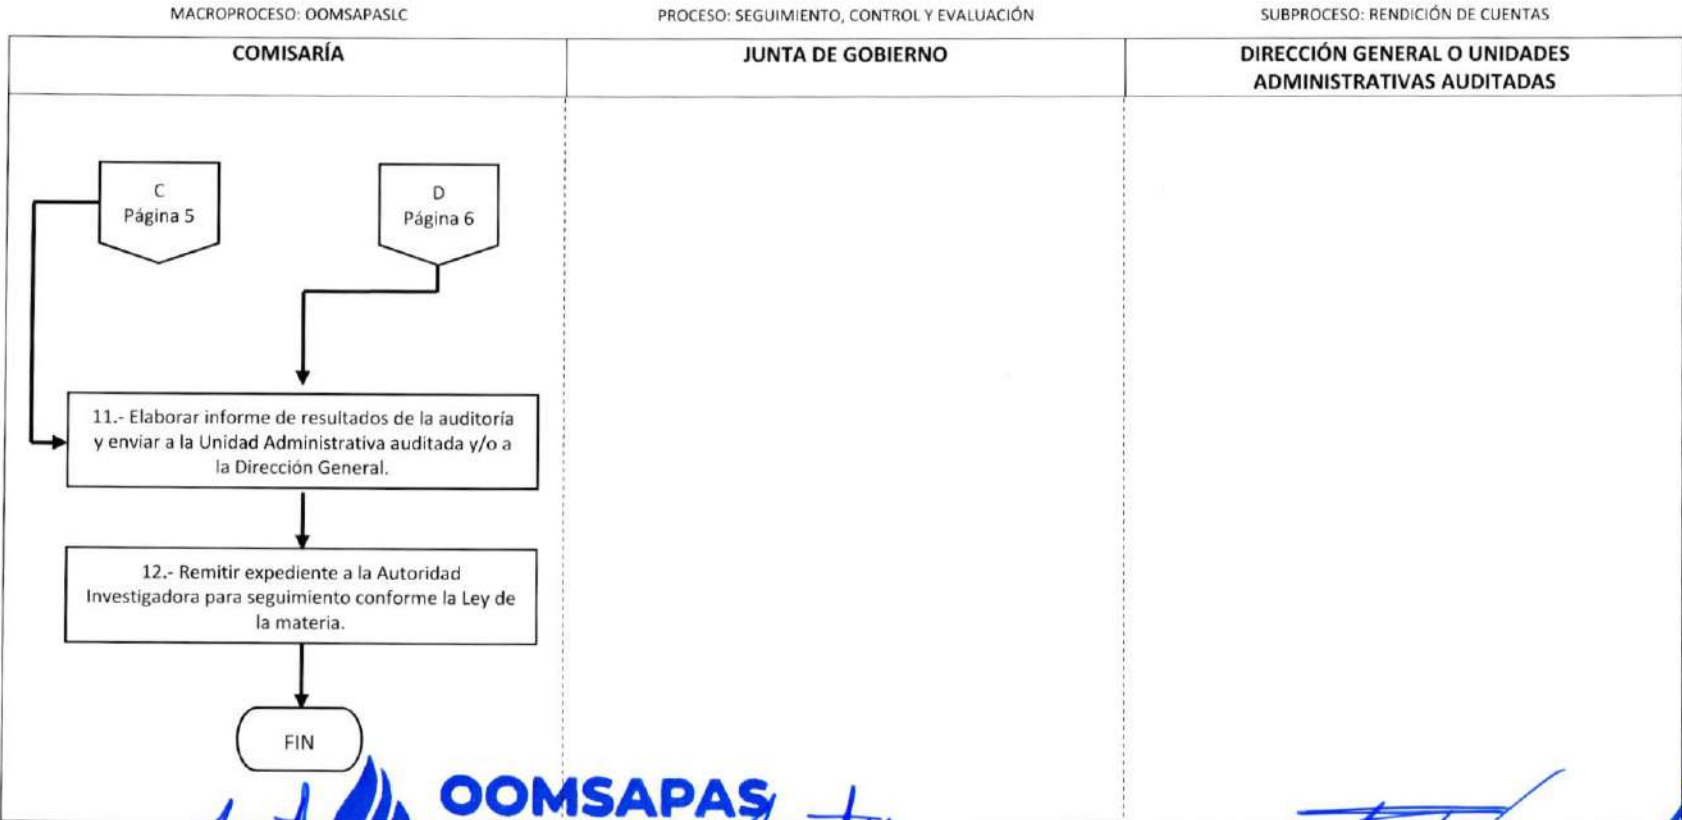 MACROPROCESO: OOMSAPASLC
PROCESO: SEGUIMIENTO, CONTROL Y EVALUACIÓN
SUBPROCESO: RENDICIÓN DE CUENTAS
COMISARÍA
JUNTA DE GOBIERNO
DIRECCIÓN GENERAL O UNIDADES
ADMINISTRATIVAS AUDITADAS
C
Página 5
D
Página 6
11.- Elaborar informe de resultados de la auditoría
y enviar a la Unidad Administrativa auditada y/o a
la Dirección General.
12.- Remitir expediente a la Autoridad
Investigadora para seguimiento conforme la Ley de
la materia.
FIN
OOMSAPAS